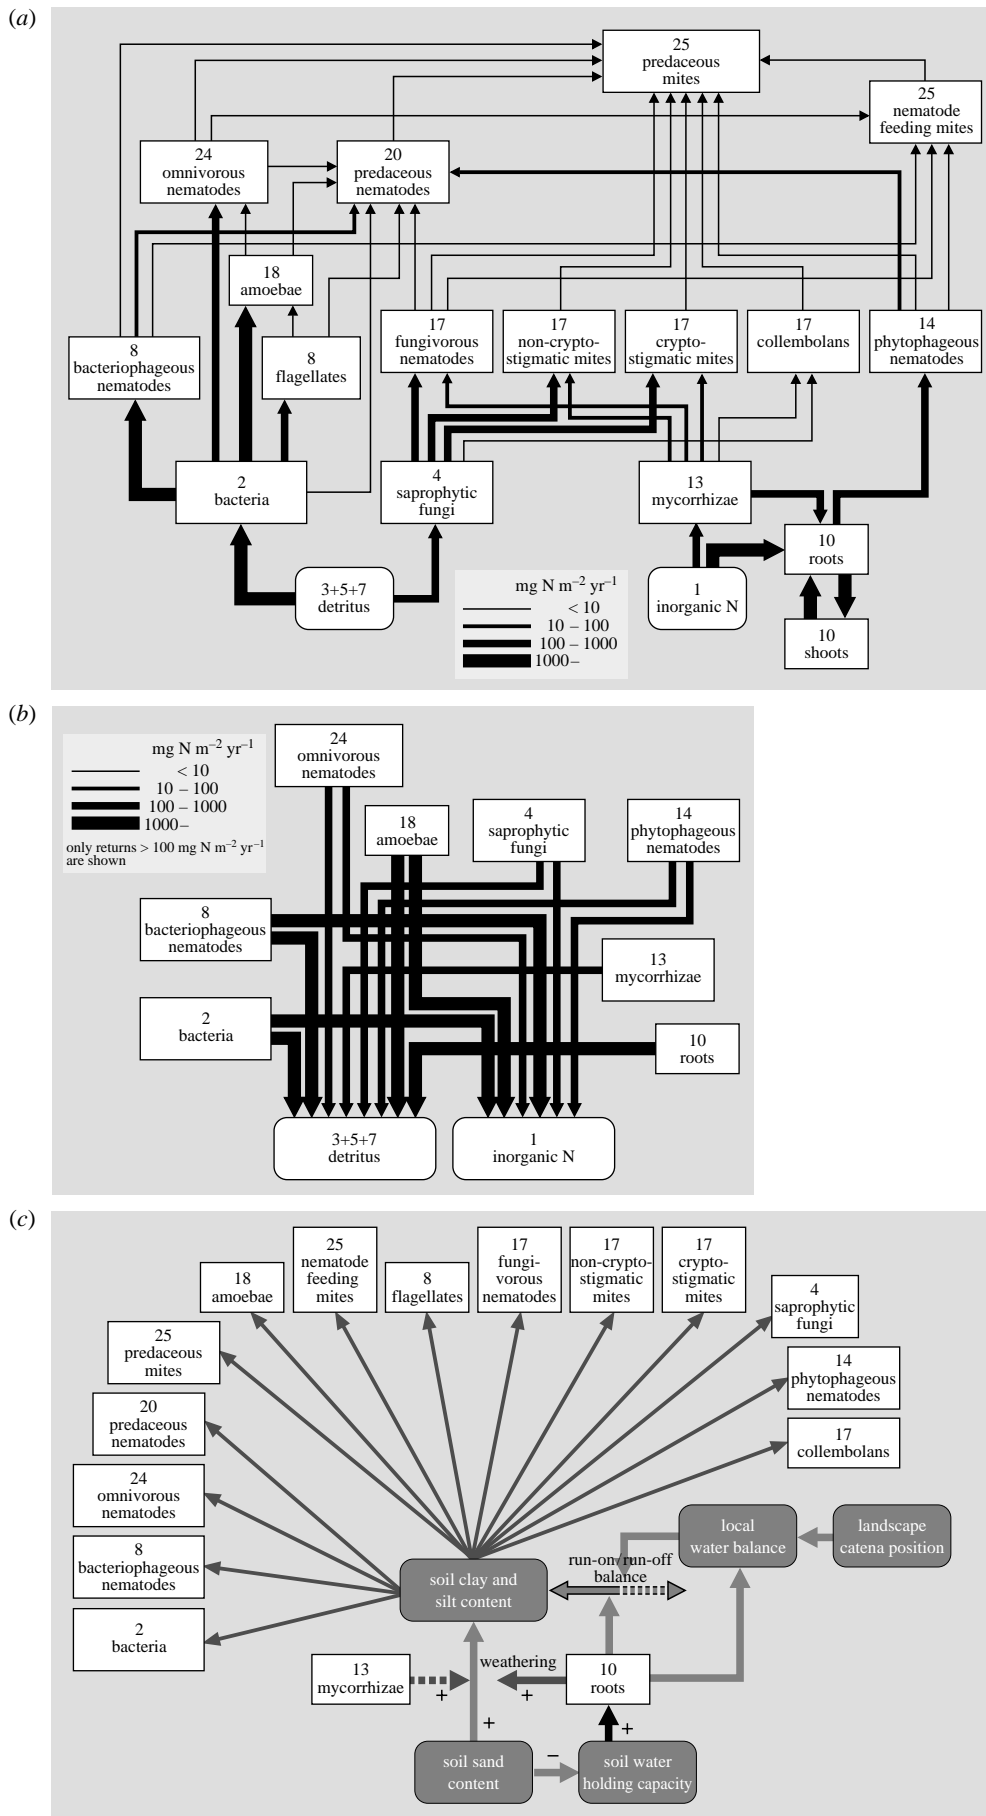 (a)
25
predaceous
mites
25
nematode
feeding mites
24
omnivorous
nematodes
20
predaceous
nematodes
18
amoebae
8
bacteriophageous
nematodes
8
flagellates
17
fungivorous
nematodes
17
non-crypto-
stigmatic mites
17
crypto-
stigmatic mites
17
collembolans
14
phytophageous
nematodes
2
bacteria
4
saprophytic
fungi
13
mycorrhizae
10
roots
3+5+7
detritus
1
inorganic N
10
shoots
mg N m–2 yr–1
< 10
10 – 100
100 – 1000
1000–
(b)
mg N m–2 yr–1
< 10
10 – 100
100 – 1000
1000–
only returns > 100 mg N m–2 yr–1
are shown
24
omnivorous
nematodes
18
amoebae
4
saprophytic
fungi
14
phytophageous
nematodes
8
bacteriophageous
nematodes
13
mycorrhizae
2
bacteria
10
roots
3+5+7
detritus
1
inorganic N
(c)
18
amoebae
25
nematode
feeding
mites
8
flagellates
17
fungi-
vorous
nematodes
17
non-crypto-
stigmatic
mites
17
crypto-
stigmatic
mites
4
saprophytic
fungi
25
predaceous
mites
14
phytophageous
nematodes
20
predaceous
nematodes
17
collembolans
24
omnivorous
nematodes
8
bacteriophageous
nematodes
2
bacteria
local
water balance
landscape
catena position
run-on/run-off
balance
soil clay and
silt content
13
mycorrhizae
+
weathering
+
10
roots
+
+
soil sand
content
–
soil water
holding capacity